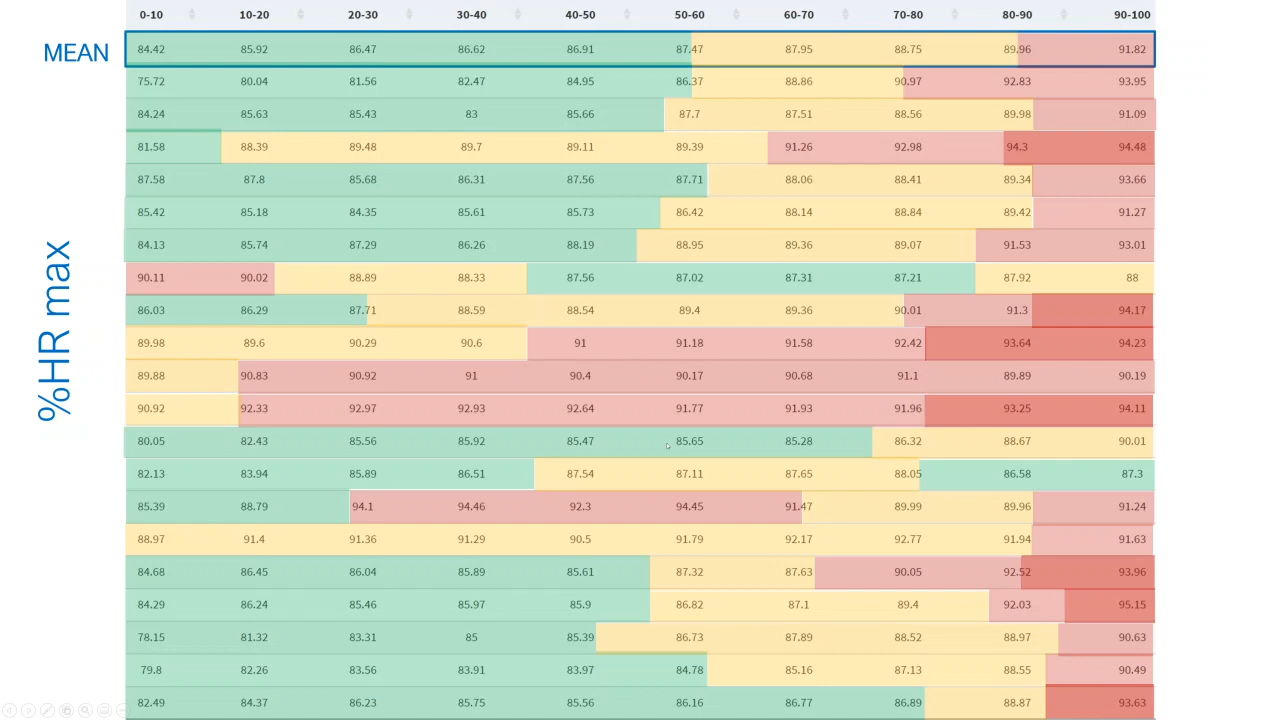 0-10 10-20 20-30 30-40 40-50 50-60 60-70 70-80 80-90 90-100
MEAN 84.42 85.92 86.47 86.62 86.91 87.47 87.95 88.75 89.96 91.82
75.72 80.04 81.56 82.47 84.95 86.37 88.86 90.97 92.83 93.95
84.24 85.63 85.43 83 85.66 87.7 87.51 88.56 89.98 91.09
81.58 88.39 89.48 89.7 89.11 89.39 91.26 92.98 94.3 94.48
87.58 87.8 85.68 86.31 87.56 87.71 88.06 88.41 89.34 93.66
85.42 85.18 84.35 85.61 85.73 86.42 88.14 88.84 89.42 91.27
84.13 85.74 87.29 86.26 88.19 88.95 89.36 89.07 91.53 93.01
90.11 90.02 88.89 88.33 87.56 87.02 87.31 87.21 87.92 88
86.03 86.29 87.71 88.59 88.54 89.4 89.36 90.01 91.3 94.17
%HR max
89.98 89.6 90.29 90.6 91 91.18 91.58 92.42 93.64 94.23
89.88 90.83 90.92 91 90.4 90.17 90.68 91.1 89.89 90.19
90.92 92.33 92.97 92.93 92.64 91.77 91.93 91.96 93.25 94.11
80.05 82.43 85.56 85.92 85.47 85.65 85.28 86.32 88.67 90.01
82.13 83.94 85.89 86.51 87.54 87.11 87.65 88.05 86.58 87.3
85.39 88.79 94.1 94.46 92.3 94.45 91.47 89.99 89.96 91.24
88.97 91.4 91.36 91.29 90.5 91.79 92.17 92.77 91.94 91.63
84.68 86.45 86.04 85.89 85.61 87.32 87.63 90.05 92.52 93.96
84.29 86.24 85.46 85.97 85.9 86.82 87.1 89.4 92.03 95.15
78.15 81.32 83.31 85 85.39 86.73 87.89 88.52 88.97 90.63
79.8 82.26 83.56 83.91 83.97 84.78 85.16 87.13 88.55 90.49
82.49 84.37 86.23 85.75 85.56 86.16 86.77 86.89 88.87 93.63